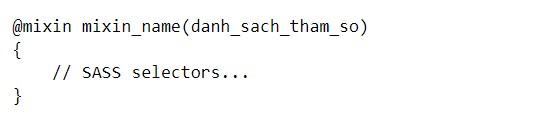 @mixin mixin_name(danh_sach_tham_so)
{
    // SASS selectors...
}